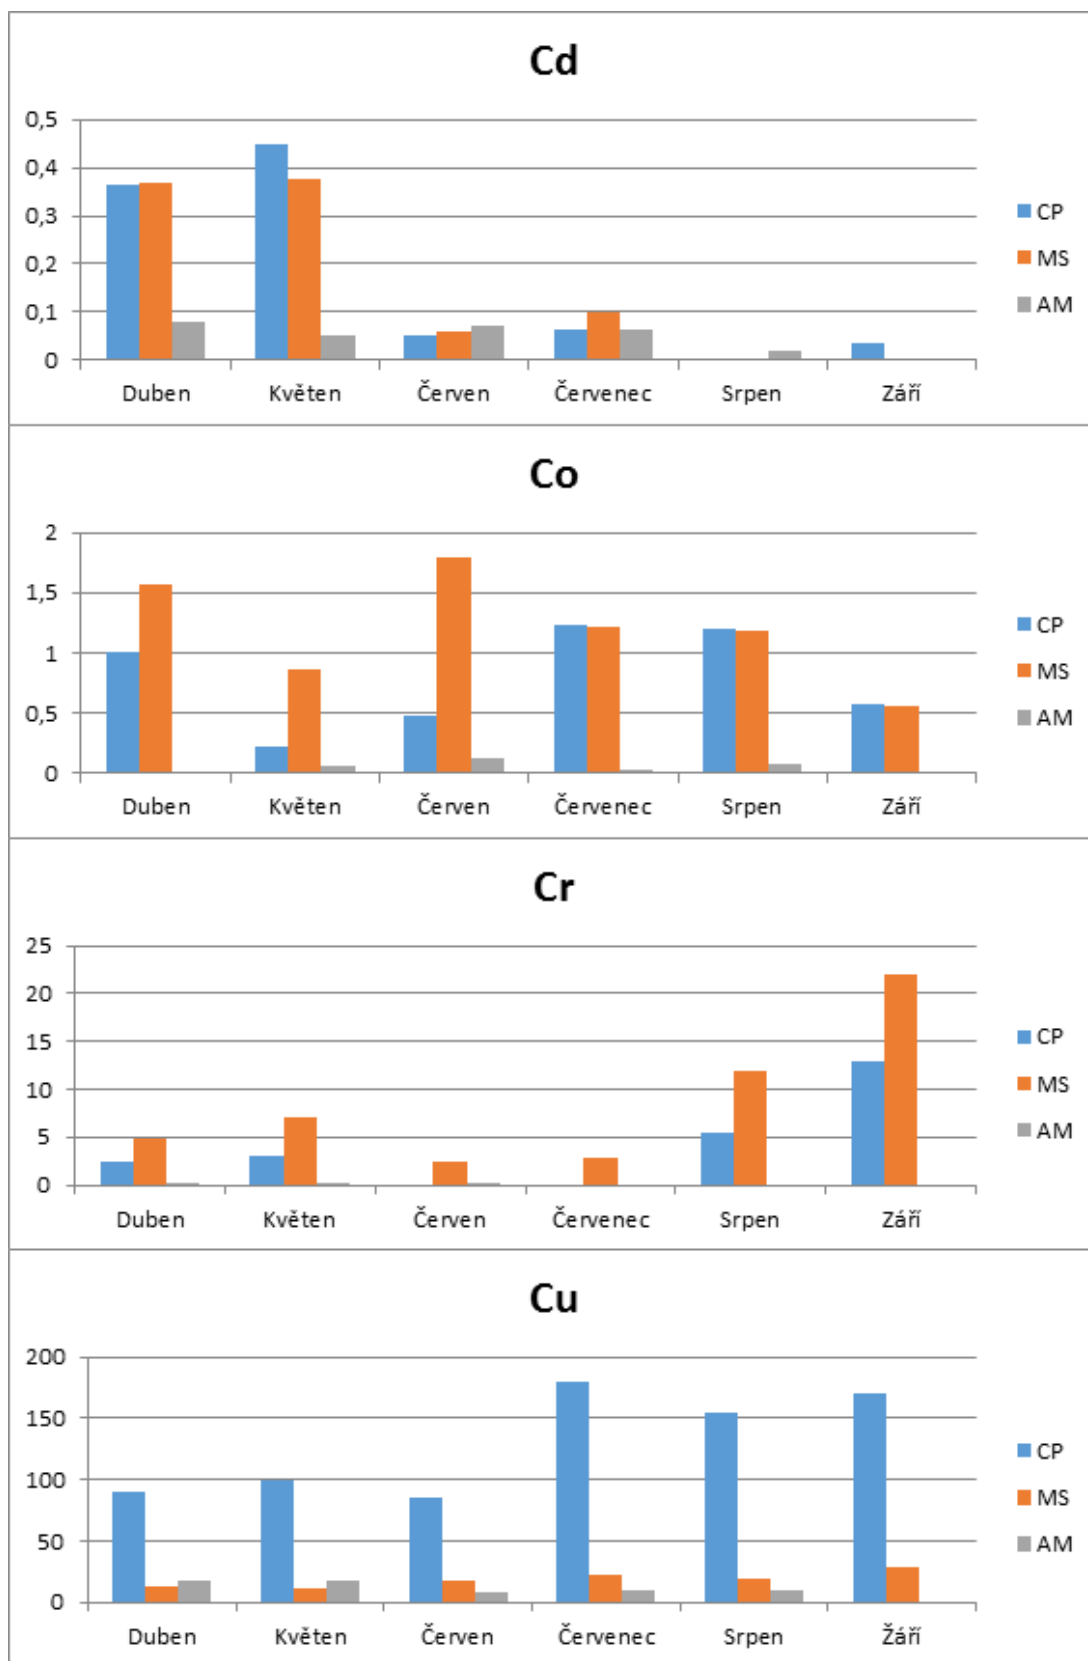 Cd
0,5
0,4
0,3
0,2
0,1
0
Duben Květen Červen Červenec Srpen Září
CP
MS
AM
Co
2
1,5
1
0,5
0
Duben Květen Červen Červenec Srpen Září
CP
MS
AM
Cr
25
20
15
10
5
0
Duben Květen Červen Červenec Srpen Září
CP
MS
AM
Cu
200
150
100
50
0
Duben Květen Červen Červenec Srpen Žáří
CP
MS
AM